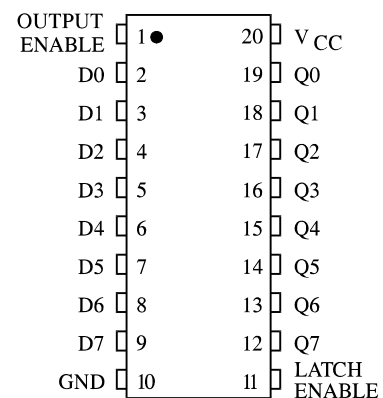 OUTPUT
ENABLE 1 20 VCC
D0 2 19 Q0
D1 3 18 Q1
D2 4 17 Q2
D3 5 16 Q3
D4 6 15 Q4
D5 7 14 Q5
D6 8 13 Q6
D7 9 12 Q7
GND 10 11 LATCH
ENABLE